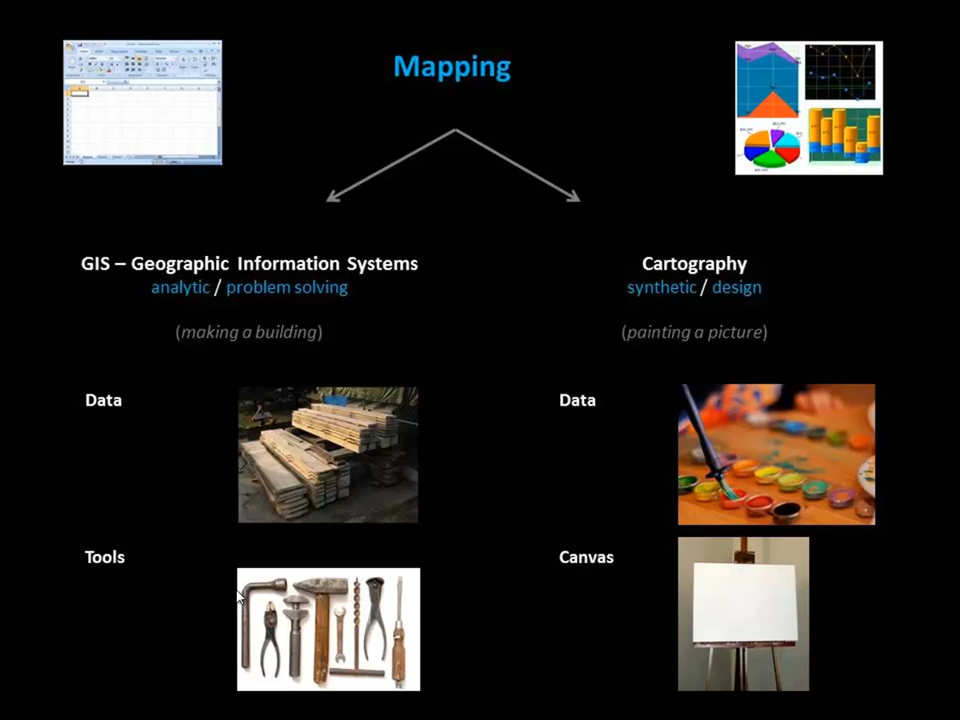 Mapping
GIS – Geographic Information Systems
analytic / problem solving
(making a building)
Data
Tools
Cartography
synthetic / design
(painting a picture)
Data
Canvas